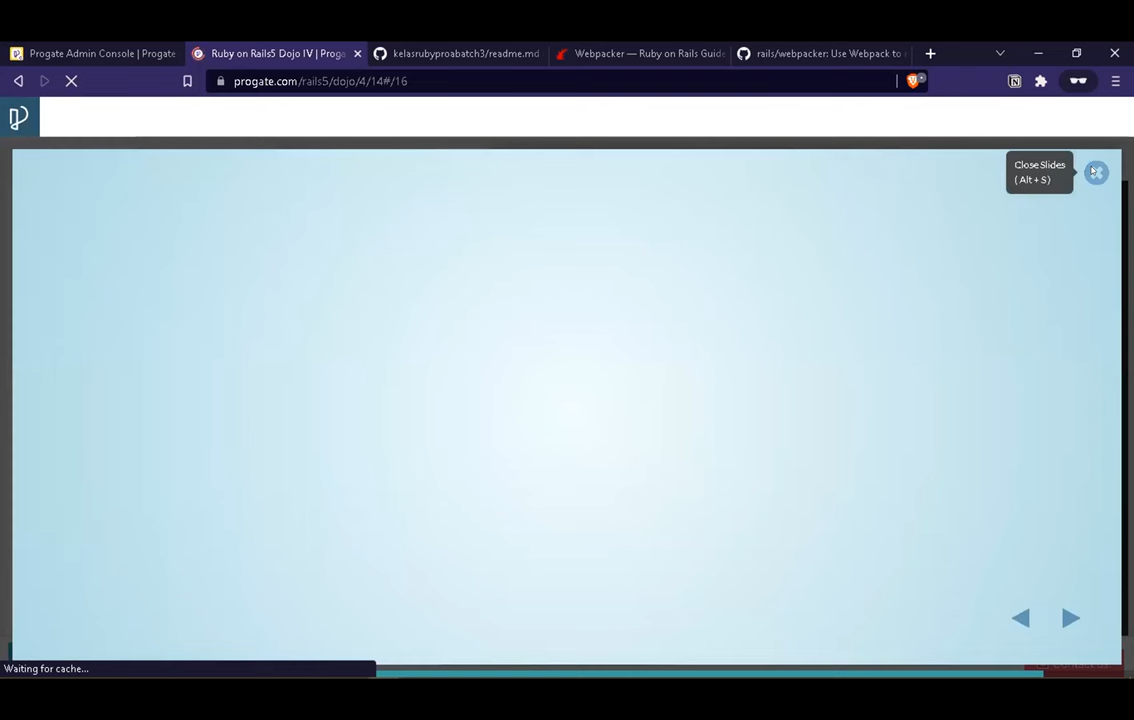 Progate Admin Console | Progate
Ruby on Rails5 Dojo IV | Proga
kelasrubyproabatch3/readme.md
Webpacker — Ruby on Rails Guide
rails/webpacker: Use Webpack to
progate.com/rails5/dojo/4/14#/16
Close Slides
(Alt + S)
Waiting for cache...